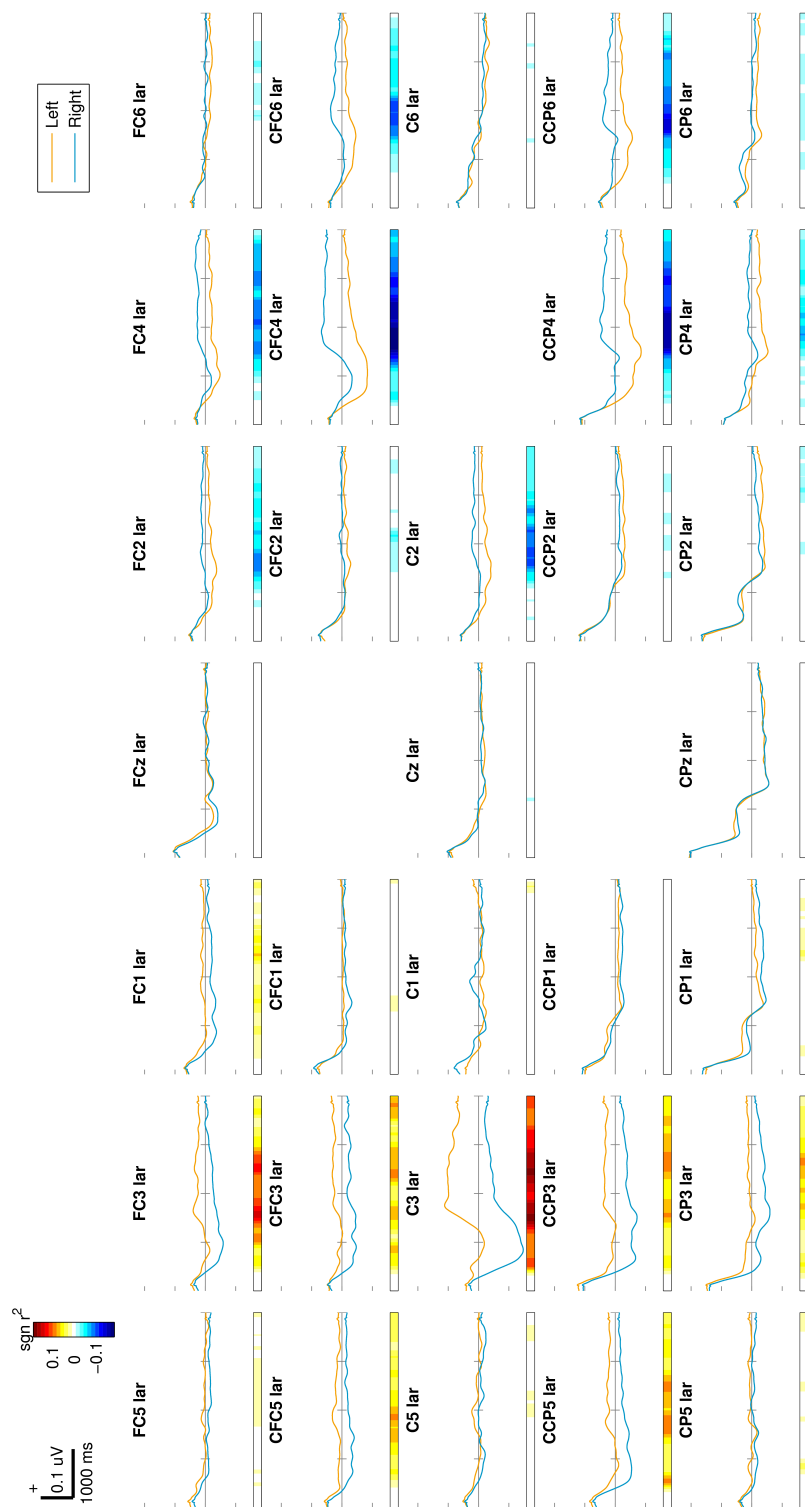 +
0.1 uV
1000 ms
sgn r²
0.1
0
−0.1
Left
Right
FC5 lar
FC3 lar
FC1 lar
FCz lar
FC2 lar
FC4 lar
FC6 lar
CFC5 lar
CFC3 lar
CFC1 lar
CFC2 lar
CFC4 lar
CFC6 lar
C5 lar
C3 lar
C1 lar
Cz lar
C2 lar
C6 lar
CCP5 lar
CCP3 lar
CCP1 lar
CCP2 lar
CCP4 lar
CCP6 lar
CP5 lar
CP3 lar
CP1 lar
CPz lar
CP2 lar
CP4 lar
CP6 lar